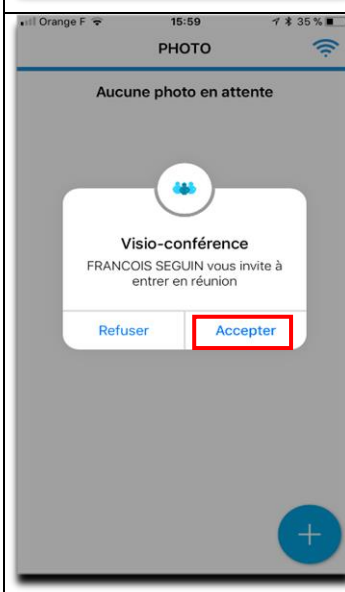 Orange F 15:59 35 %
PHOTO
Aucune photo en attente
Visio-conférence
FRANCOIS SEGUIN vous invite à
entrer en réunion
Refuser Accepter